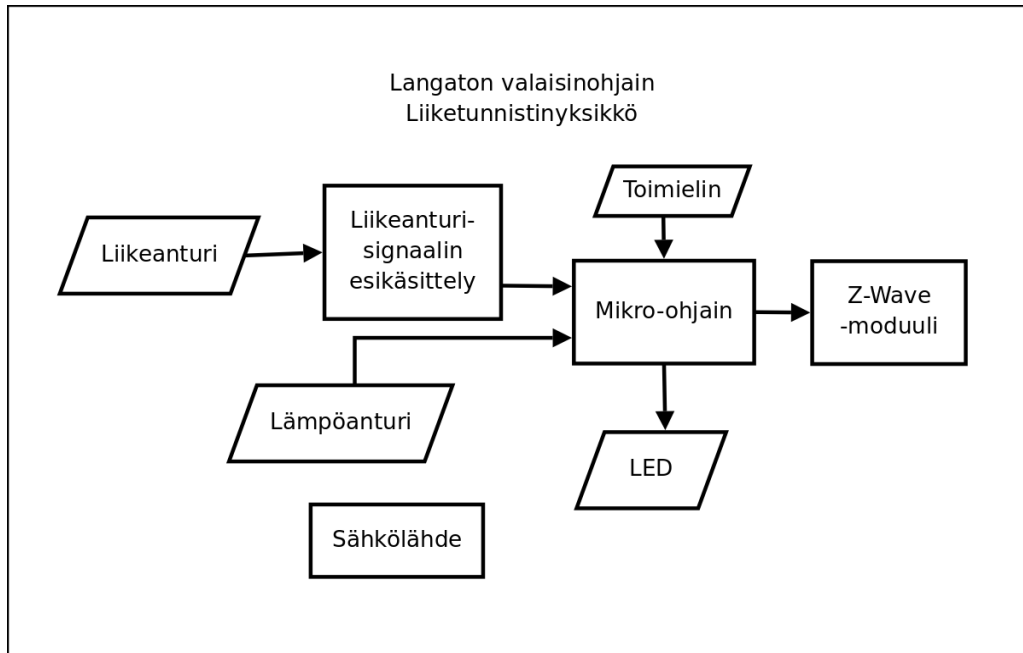 Langaton valaisinohjain
Liiketunnistinyksikkö
Toimielin
Liikeanturi
Liikeanturi-
signaalin
esikäsittely
Mikro-ohjain
Z-Wave
-moduuli
Lämpöanturi
LED
Sähkölähde